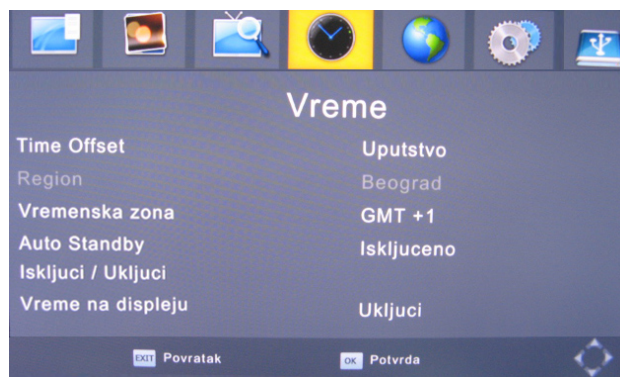 Vreme
Time Offset Uputstvo
Region Beograd
Vremenska zona GMT +1
Auto Standby Iskljuceno
Iskljuci / Ukljuci
Vreme na displeju Ukljuci
EXIT Povratak OK Potvrda